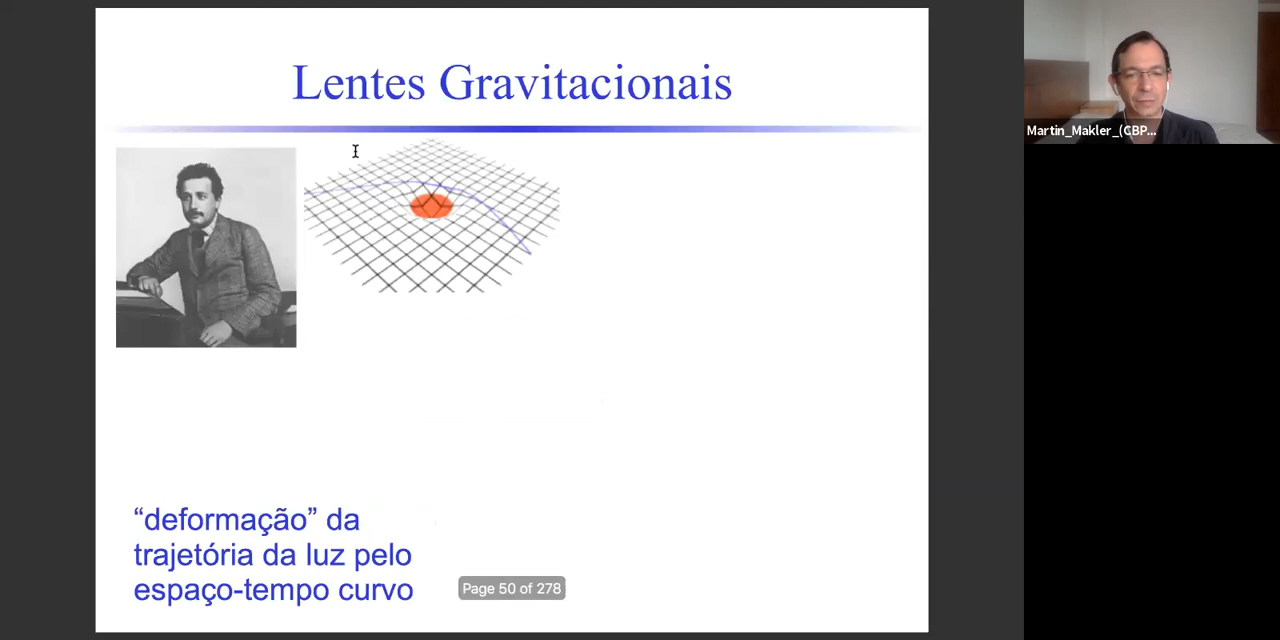 Lentes Gravitacionais
Martin_Makler_(CBP...
“deformação” da
trajetória da luz pelo
espaço-tempo curvo
Page 50 of 278